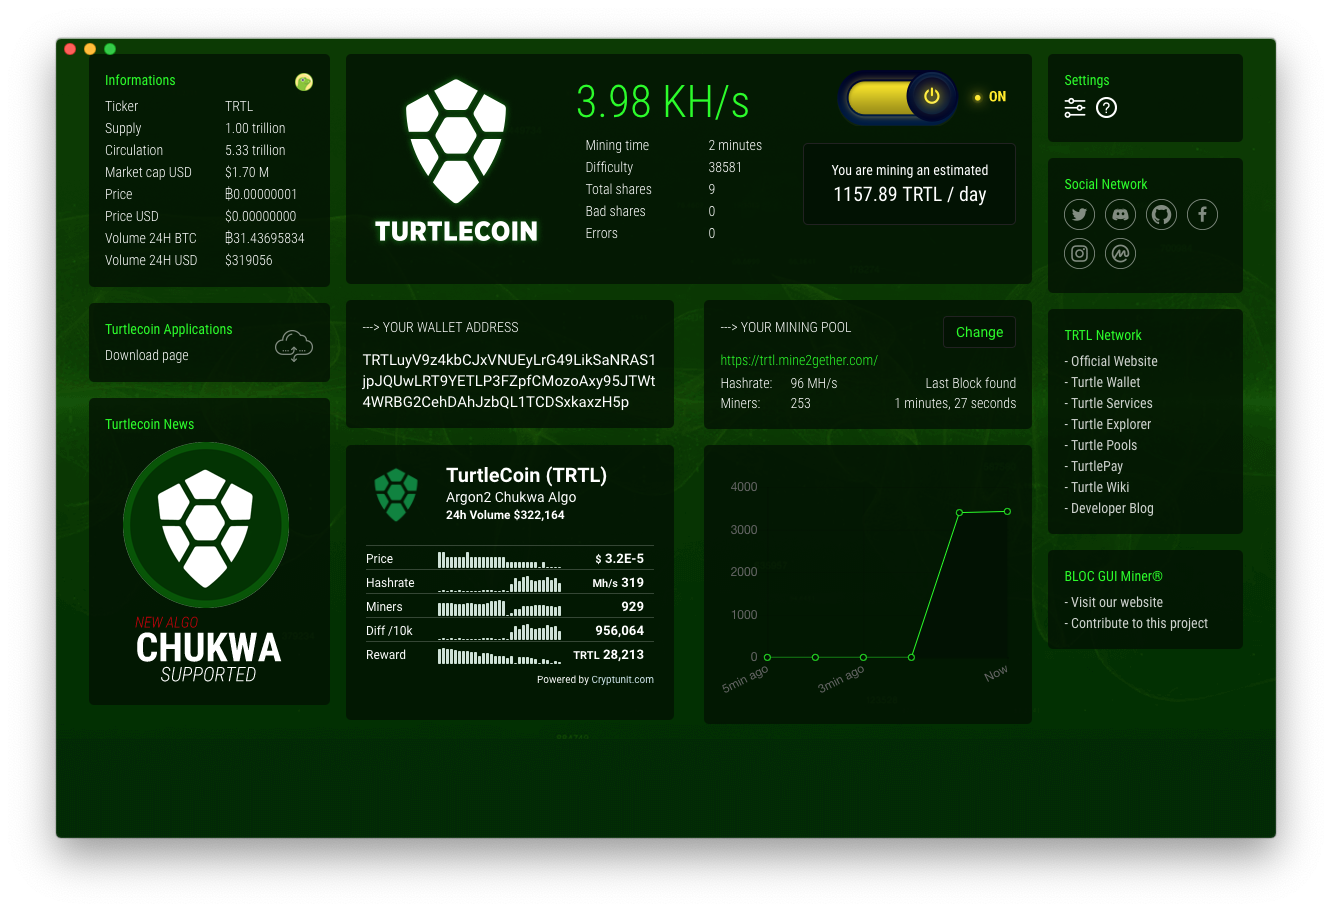 Informations
Ticker TRTL
Supply 1.00 trillion
Circulation 5.33 trillion
Market cap USD $1.70 M
Price ฿0.00000001
Price USD $0.00000000
Volume 24H BTC ฿31.43695834
Volume 24H USD $319056
Turtlecoin Applications
Download page
Turtlecoin News
NEW ALGO
CHUKWA
SUPPORTED
TURTLECOIN
3.98 KH/s
Mining time 2 minutes
Difficulty 38581
Total shares 9
Bad shares 0
Errors 0
ON
You are mining an estimated
1157.89 TRTL / day
---> YOUR WALLET ADDRESS
TRTLuyV9z4kbCJxVNUEyLrG49LikSaNRAS1
jpJQUwLRT9YETLP3FZpfCMozoAxy95JTWt
4WRBG2CehDAhJzbQL1TCDSxkaxzH5p
---> YOUR MINING POOL
Change
https://trtl.mine2gether.com/
Hashrate: 96 MH/s Last Block found
Miners: 253 1 minutes, 27 seconds
TurtleCoin (TRTL)
Argon2 Chukwa Algo
24h Volume $322,164
Price $ 3.2E-5
Hashrate Mh/s 319
Miners 929
Diff /10k 956,064
Reward TRTL 28,213
Powered by Cryptunit.com
4000
3000
2000
1000
0
5min ago 3min ago Now
Settings
Social Network
TRTL Network
- Official Website
- Turtle Wallet
- Turtle Services
- Turtle Explorer
- Turtle Pools
- TurtlePay
- Turtle Wiki
- Developer Blog
BLOC GUI Miner®
- Visit our website
- Contribute to this project